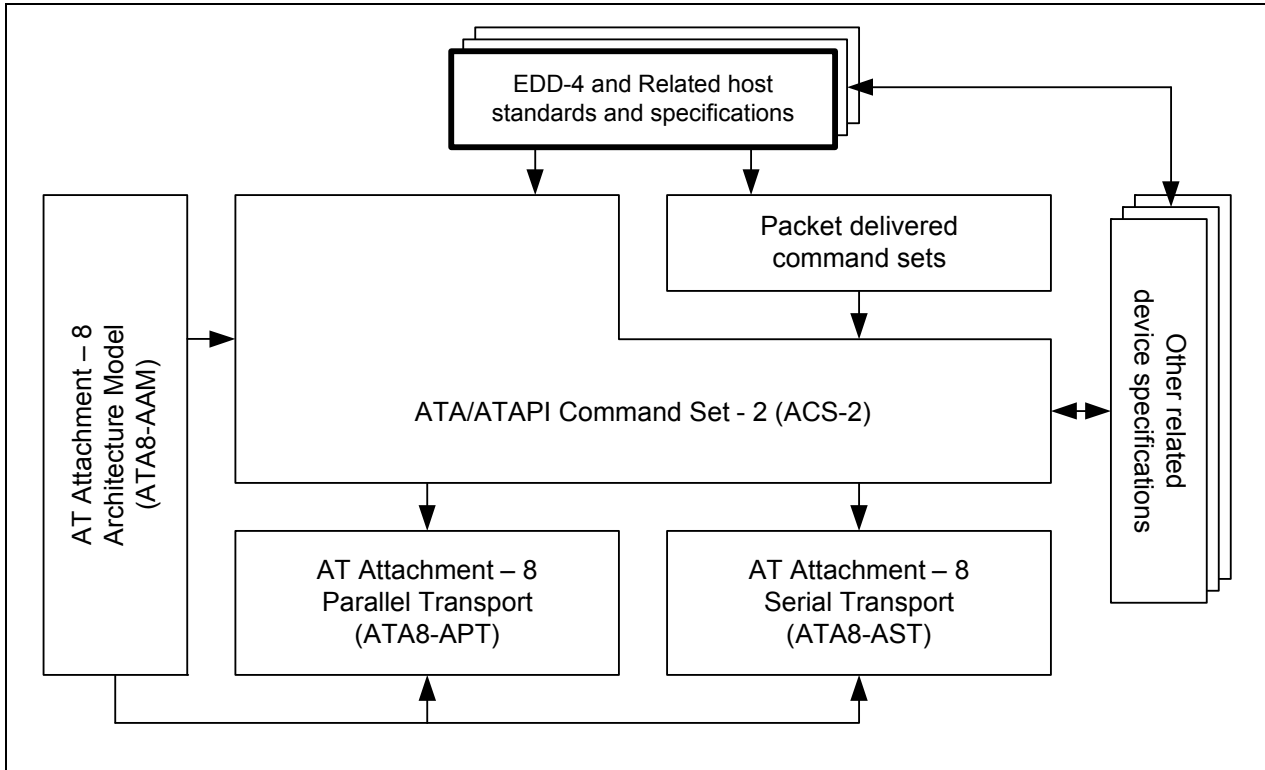 EDD-4 and Related host
standards and specifications
Packet delivered
command sets
AT Attachment – 8
Architecture Model
(ATA8-AAM)
ATA/ATAPI Command Set - 2 (ACS-2)
Other related
device specifications
AT Attachment – 8
Parallel Transport
(ATA8-APT)
AT Attachment – 8
Serial Transport
(ATA8-AST)